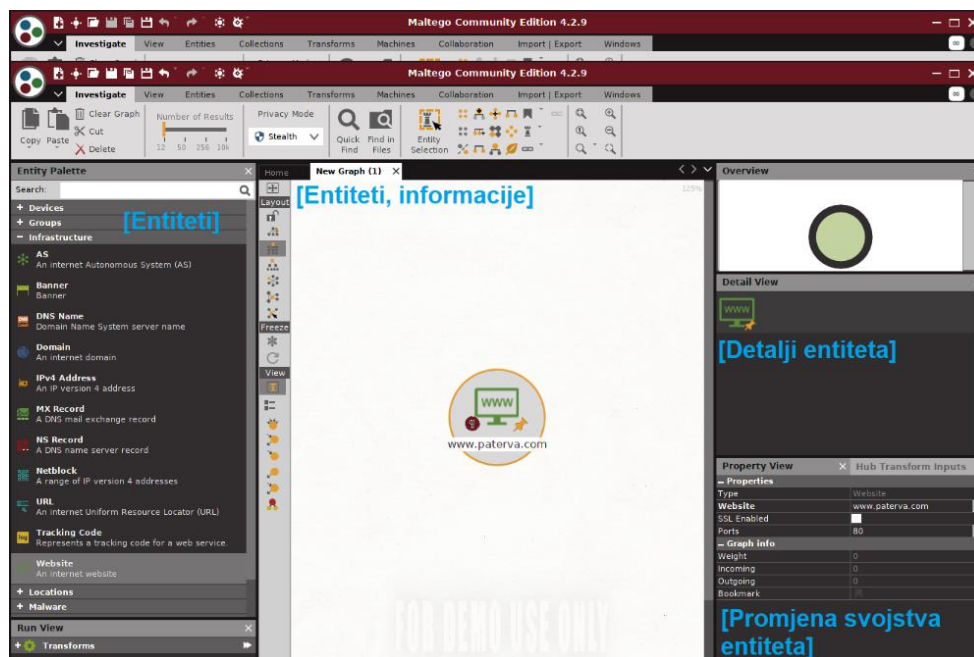 Maltego Community Edition 4.2.9
Investigate View Entities Collections Transforms Machines Collaboration Import | Export Windows
Maltego Community Edition 4.2.9
Investigate View Entities Collections Transforms Machines Collaboration Import | Export Windows
Copy Paste Clear Graph Cut Delete
Number of Results
12 50 256 10k
Privacy Mode
Stealth
Quick Find
Find in Files
Entity Selection
Entity Palette
Search:
+ Devices
+ Groups
[Entiteti]
− Infrastructure
AS
An internet Autonomous System (AS)
Banner
Banner
DNS Name
Domain Name System server name
Domain
An internet domain
IPv4 Address
An IP version 4 address
MX Record
A DNS mail exchange record
NS Record
A DNS name server record
Netblock
A range of IP version 4 addresses
URL
An internet Uniform Resource Locator (URL)
Tracking Code
Represents a tracking code for a web service.
Website
An internet website
+ Locations
+ Malware
Run View
+ Transforms
Home New Graph (1)
Layout
Freeze
View
[Entiteti, informacije]
125%
WWW
www.paterva.com
FOR DEMO USE ONLY
Overview
Detail View
WWW
[Detalji entiteta]
Property View Hub Transform Inputs
− Properties
Type Website
Website www.paterva.com
SSL Enabled
Ports 80
− Graph info
Weight 0
Incoming 0
Outgoing 0
Bookmark
[Promjena svojstva
entiteta]